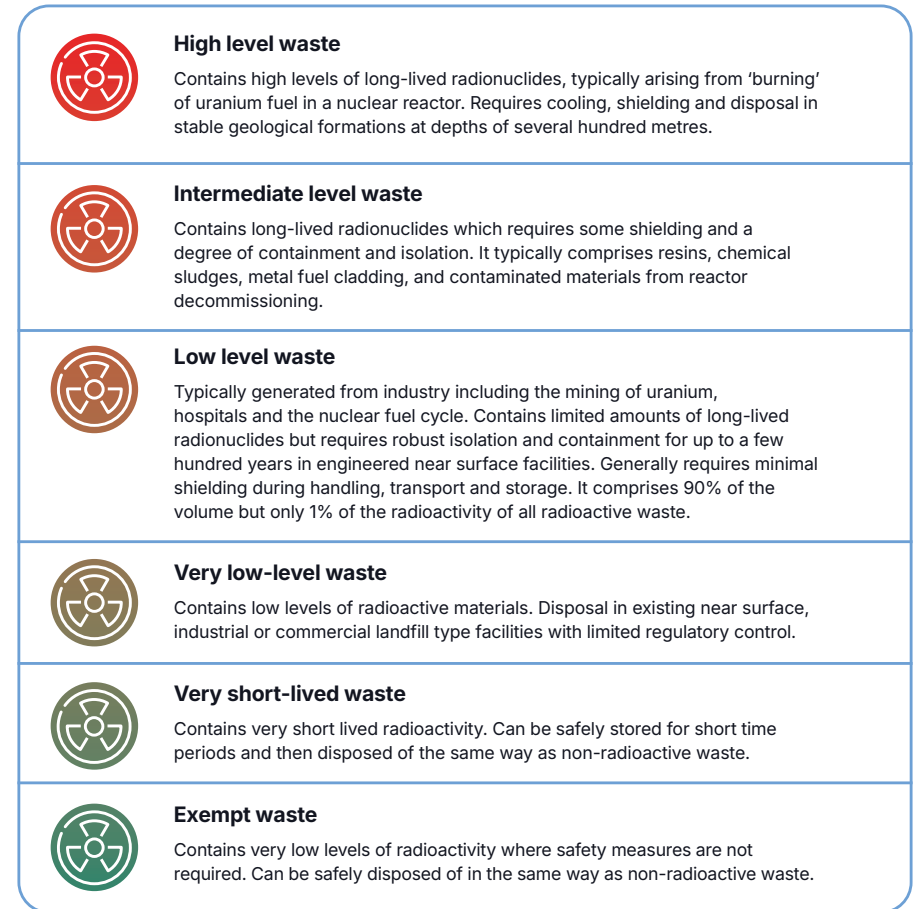 High level waste
Contains high levels of long-lived radionuclides, typically arising from ‘burning’
of uranium fuel in a nuclear reactor. Requires cooling, shielding and disposal in
stable geological formations at depths of several hundred metres.
Intermediate level waste
Contains long-lived radionuclides which requires some shielding and a
degree of containment and isolation. It typically comprises resins, chemical
sludges, metal fuel cladding, and contaminated materials from reactor
decommissioning.
Low level waste
Typically generated from industry including the mining of uranium,
hospitals and the nuclear fuel cycle. Contains limited amounts of long-lived
radionuclides but requires robust isolation and containment for up to a few
hundred years in engineered near surface facilities. Generally requires minimal
shielding during handling, transport and storage. It comprises 90% of the
volume but only 1% of the radioactivity of all radioactive waste.
Very low-level waste
Contains low levels of radioactive materials. Disposal in existing near surface,
industrial or commercial landfill type facilities with limited regulatory control.
Very short-lived waste
Contains very short lived radioactivity. Can be safely stored for short time
periods and then disposed of the same way as non-radioactive waste.
Exempt waste
Contains very low levels of radioactivity where safety measures are not
required. Can be safely disposed of in the same way as non-radioactive waste.